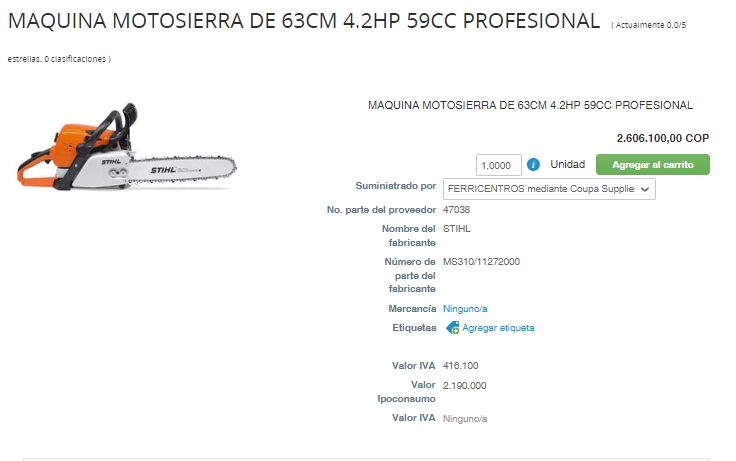 MAQUINA MOTOSIERRA DE 63CM 4.2HP 59CC PROFESIONAL ( Actualmente 0.0/5
estrellas. 0 clasificaciones )
MAQUINA MOTOSIERRA DE 63CM 4.2HP 59CC PROFESIONAL
2.606.100,00 COP
1,0000 i Unidad Agregar al carrito
Suministrado por FERRICENTROS mediante Coupa Supplie
No. parte del proveedor 47038
Nombre del STIHL
fabricante
Número de MS310/11272000
parte del
fabricante
Mercancía Ninguno/a
Etiquetas Agregar etiqueta
Valor IVA 416.100
Valor 2.190.000
Ipoconsumo
Valor IVA Ninguno/a
STIHL
STIHL